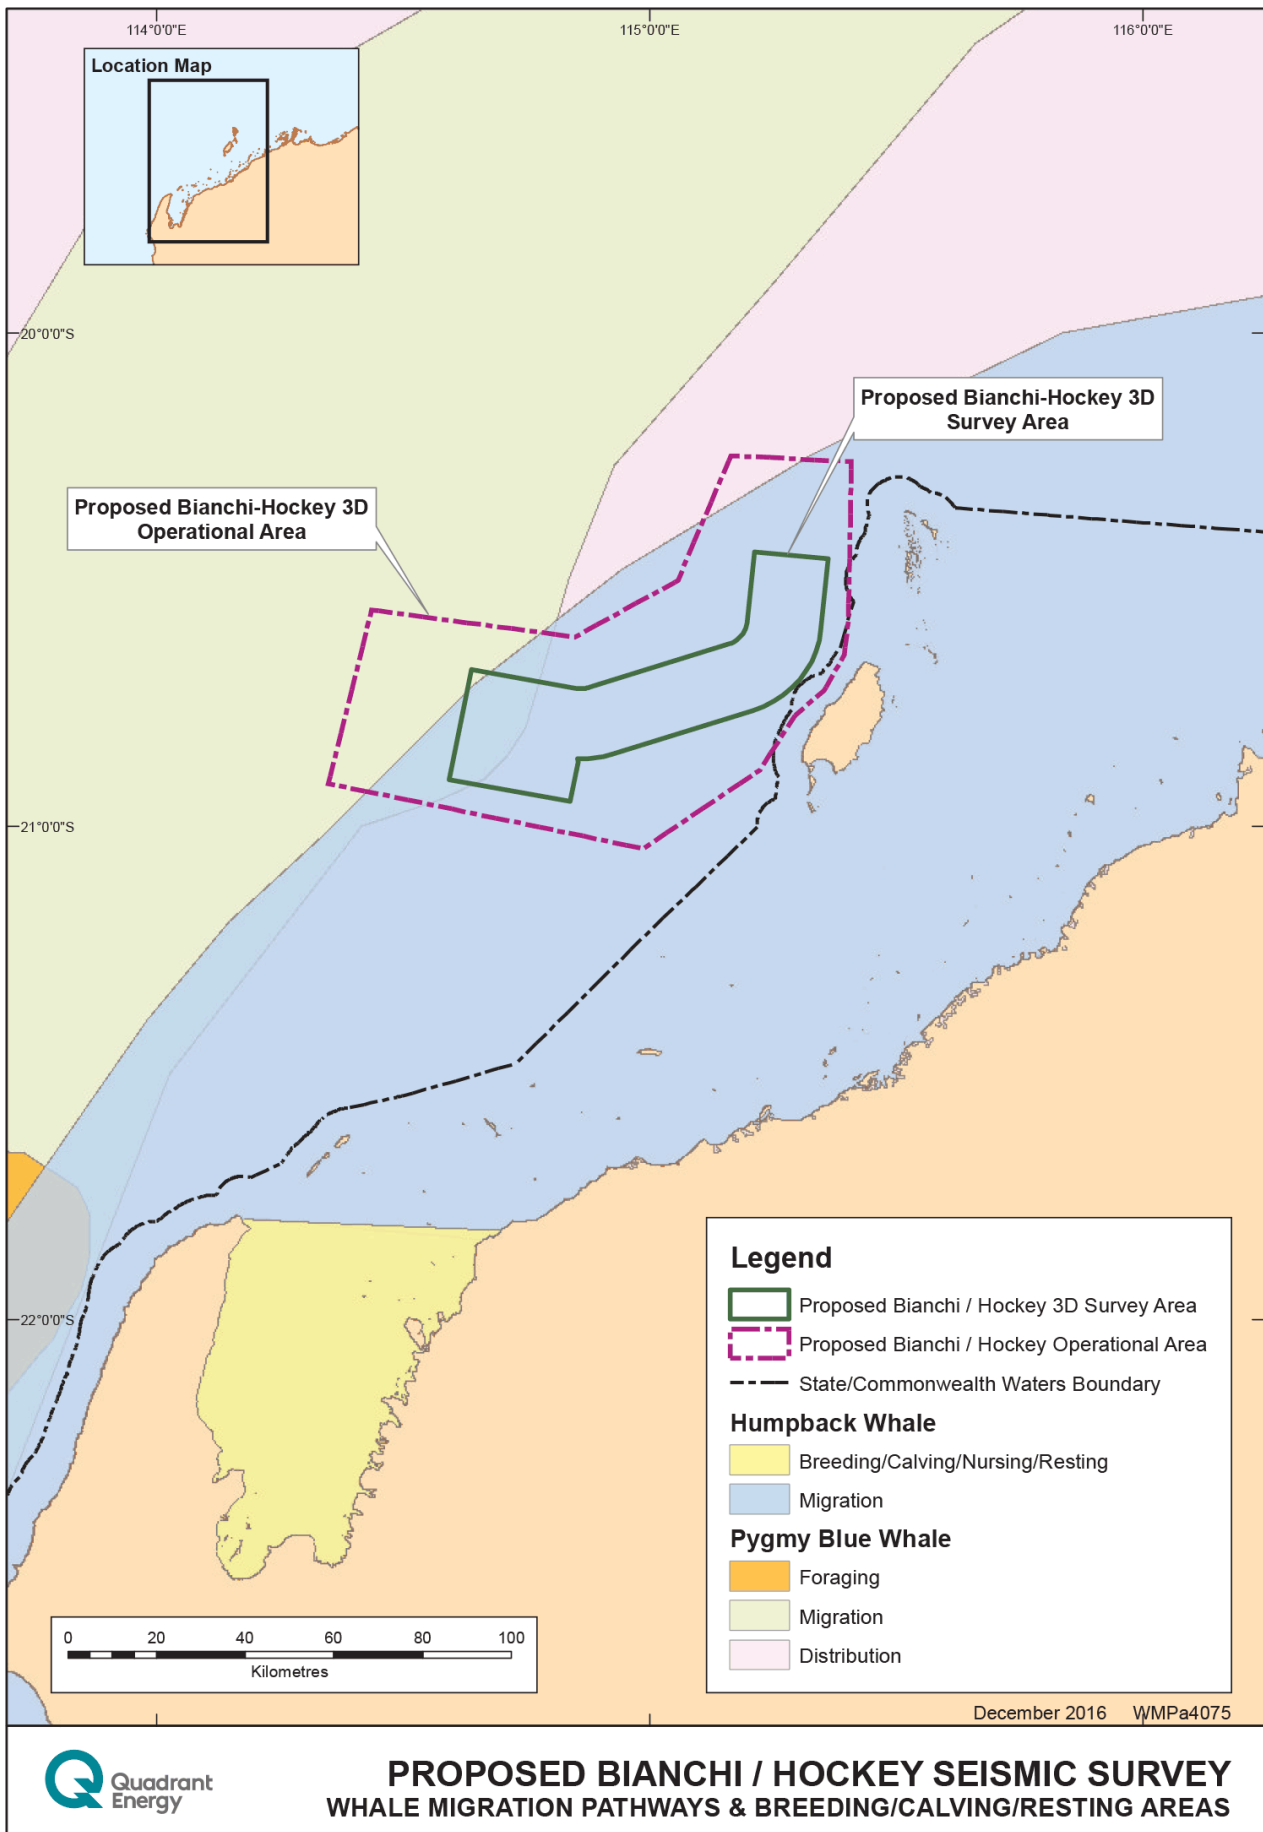 114°0'0"E
115°0'0"E
116°0'0"E
Location Map
20°0'0"S
Proposed Bianchi-Hockey 3D
Survey Area
Proposed Bianchi-Hockey 3D
Operational Area
21°0'0"S
22°0'0"S
Legend
Proposed Bianchi / Hockey 3D Survey Area
Proposed Bianchi / Hockey Operational Area
State/Commonwealth Waters Boundary
Humpback Whale
Breeding/Calving/Nursing/Resting
Migration
Pygmy Blue Whale
Foraging
Migration
Distribution
0 20 40 60 80 100
Kilometres
December 2016 WMPa4075
Quadrant
Energy
PROPOSED BIANCHI / HOCKEY SEISMIC SURVEY
WHALE MIGRATION PATHWAYS & BREEDING/CALVING/RESTING AREAS